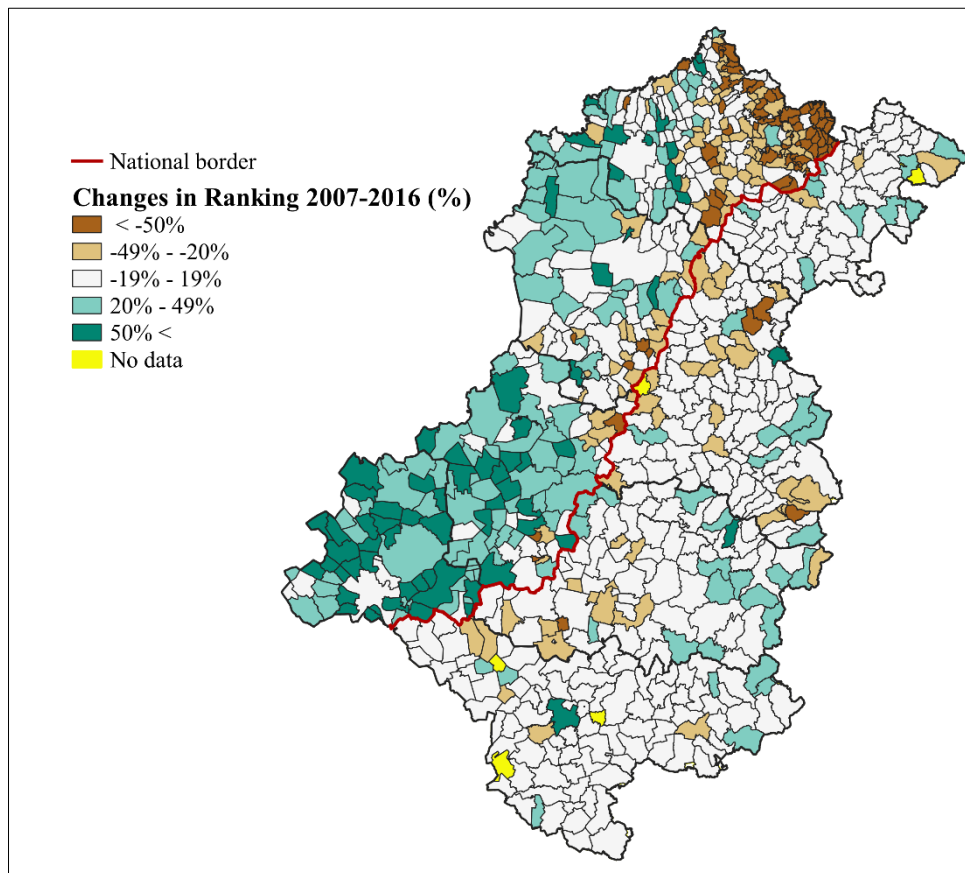 National border
Changes in Ranking 2007-2016 (%)
< -50%
-49% - -20%
-19% - 19%
20% - 49%
50% <
No data